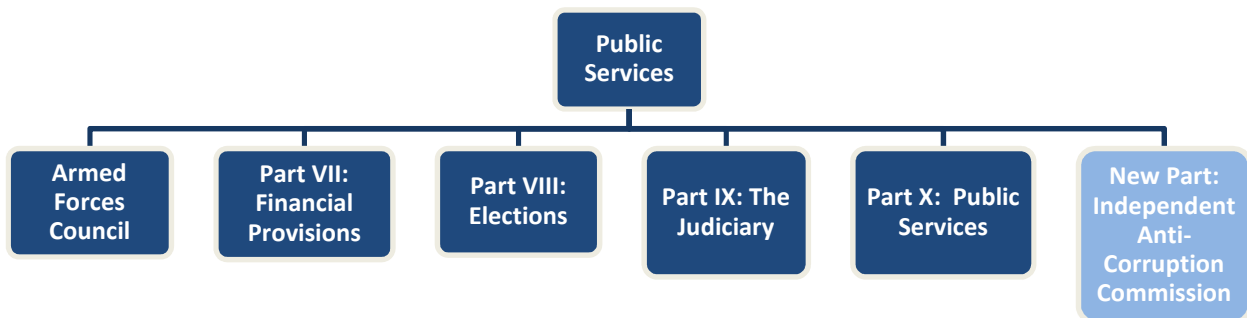 Public
Services
Armed
Forces
Council
Part VII:
Financial
Provisions
Part VIII:
Elections
Part IX: The
Judiciary
Part X:  Public
Services
New Part:
Independent
Anti-
Corruption
Commission